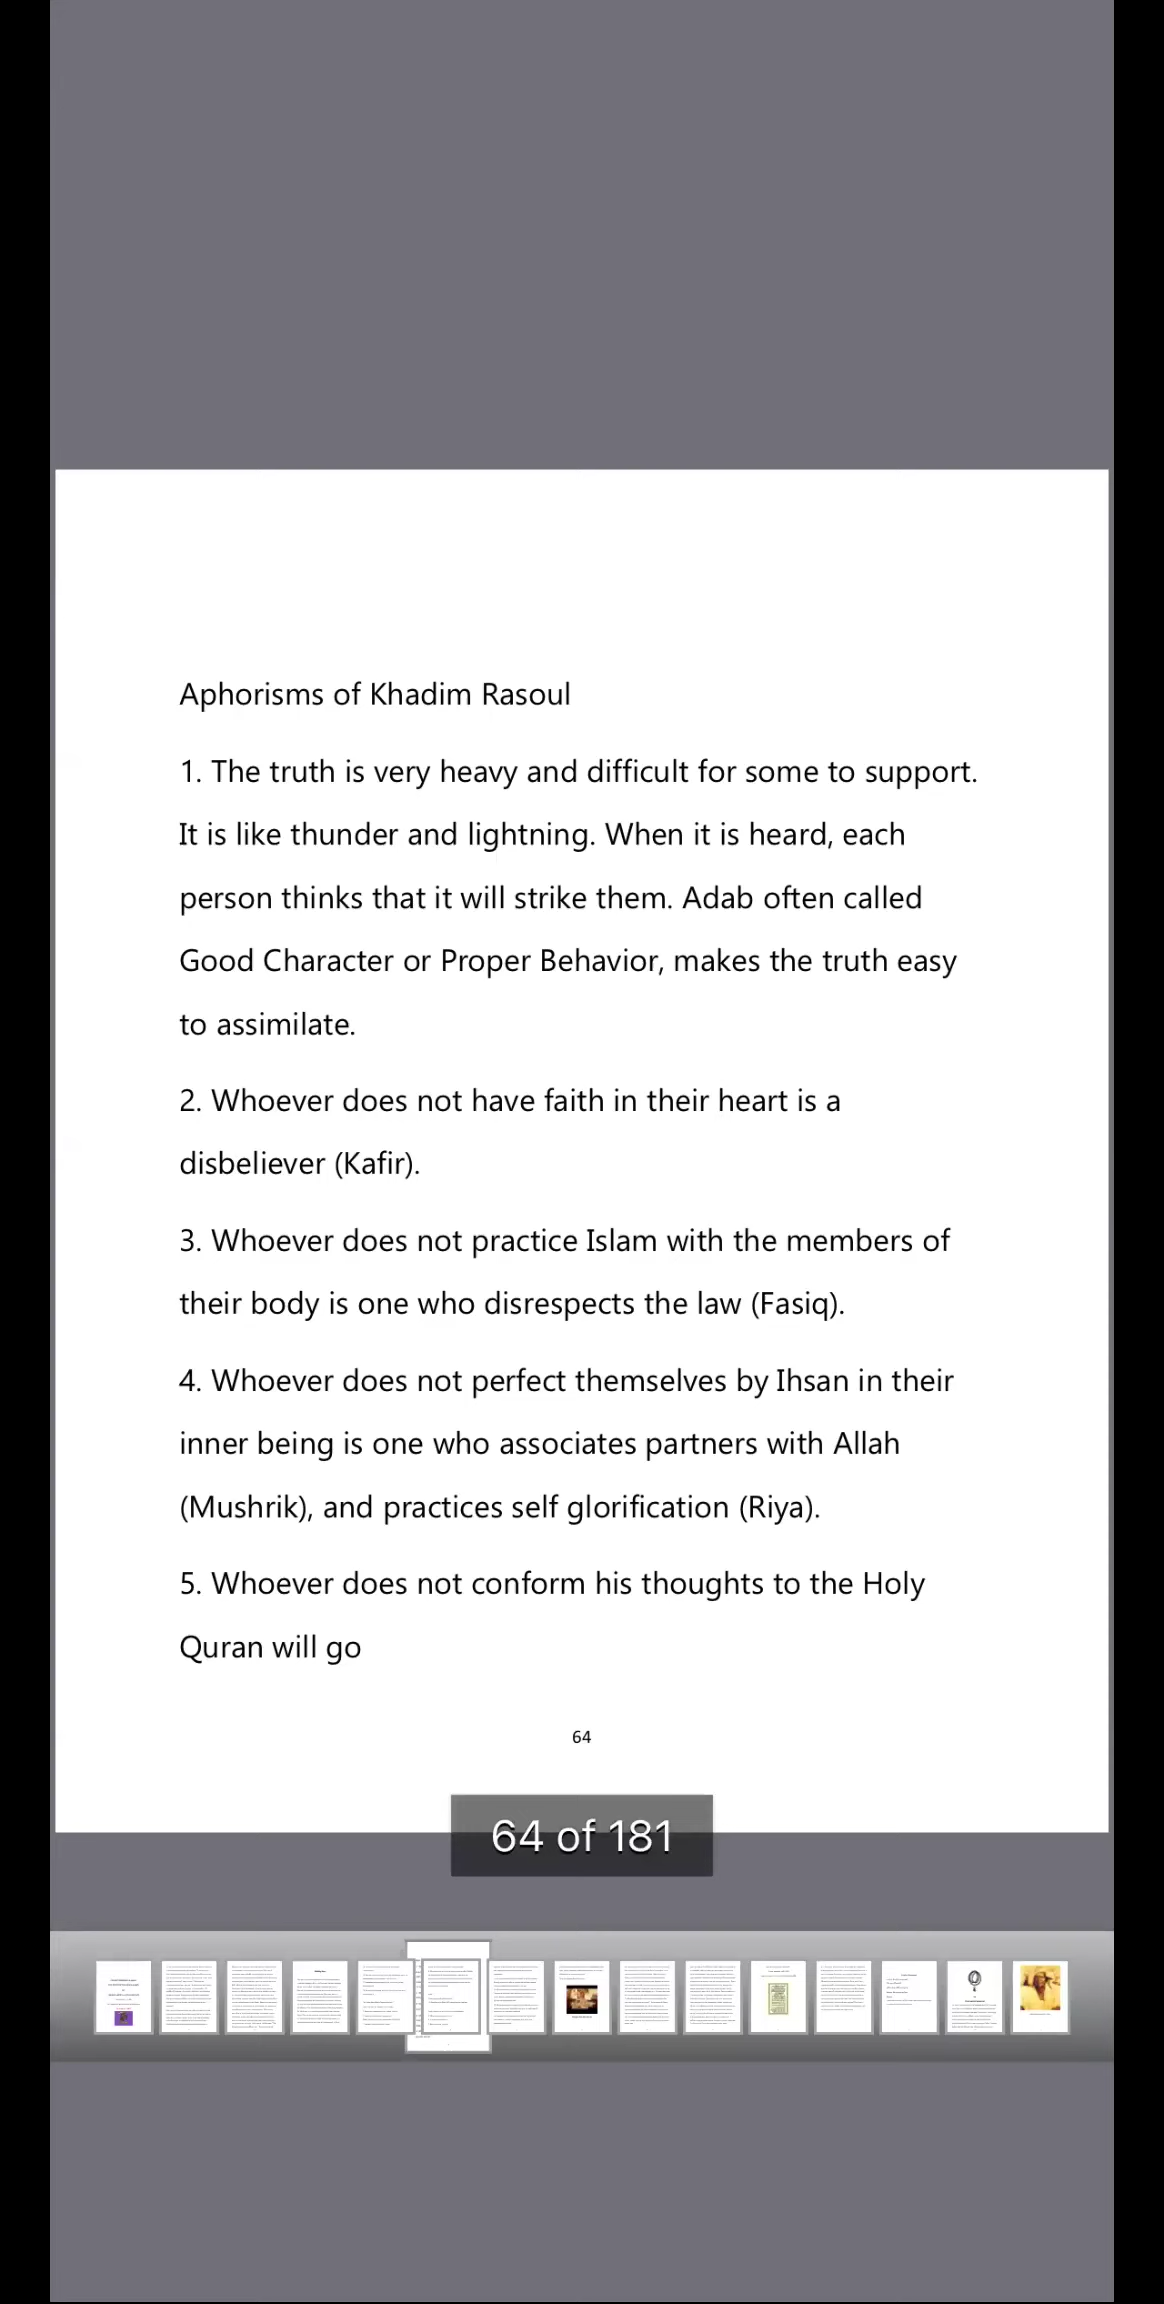 Aphorisms of Khadim Rasoul
1. The truth is very heavy and difficult for some to support.
It is like thunder and lightning. When it is heard, each
person thinks that it will strike them. Adab often called
Good Character or Proper Behavior, makes the truth easy
to assimilate.
2. Whoever does not have faith in their heart is a
disbeliever (Kafir).
3. Whoever does not practice Islam with the members of
their body is one who disrespects the law (Fasiq).
4. Whoever does not perfect themselves by Ihsan in their
inner being is one who associates partners with Allah
(Mushrik), and practices self glorification (Riya).
5. Whoever does not conform his thoughts to the Holy
Quran will go
64
64 of 181